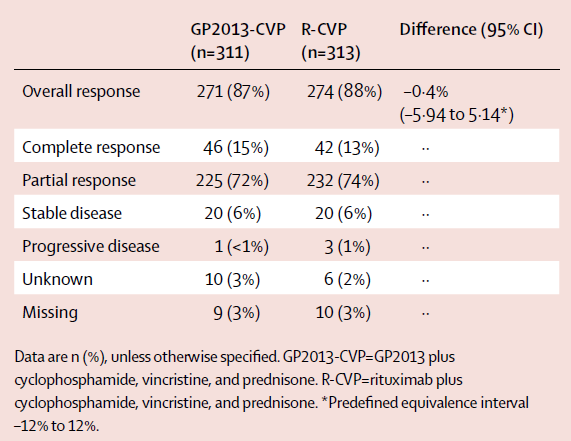 GP2013-CVP R-CVP Difference (95% CI)
(n=311) (n=313)
Overall response 271 (87%) 274 (88%) –0·4%
(–5·94 to 5·14*)
Complete response 46 (15%) 42 (13%) ··
Partial response 225 (72%) 232 (74%) ··
Stable disease 20 (6%) 20 (6%) ··
Progressive disease 1 (<1%) 3 (1%) ··
Unknown 10 (3%) 6 (2%) ··
Missing 9 (3%) 10 (3%) ··
Data are n (%), unless otherwise specified. GP2013-CVP=GP2013 plus
cyclophosphamide, vincristine, and prednisone. R-CVP=rituximab plus
cyclophosphamide, vincristine, and prednisone. *Predefined equivalence interval
–12% to 12%.